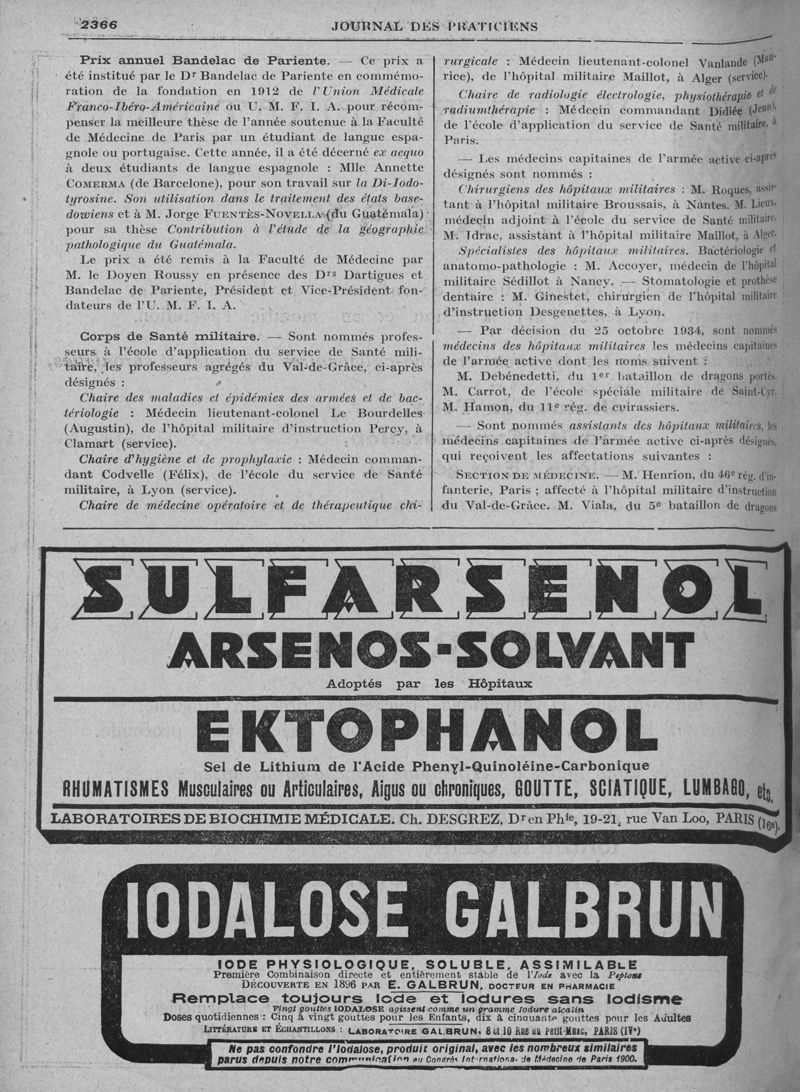 2366
JOURNAL DES PRATICIENS
Prix annuel Bandelac de Pariente. — Ce prix a
été institué par le Dr Bandelac de Pariente en commémo-
ration de la fondation en 1912 de l'Union Médicale
Franco-Ibéro-Américaine ou U. M. F. I. A. pour récom-
penser la meilleure thèse de l'année soutenue à la Faculté
de Médecine de Paris par un étudiant de langue espa-
gnole ou portugaise. Cette année, il a été décerné ex aequo
à deux étudiants de langue espagnole : Mlle Annette
COMERMA (de Barcelone), pour son travail sur la Di-Iodo-
tyrosine. Son utilisation dans le traitement des états base-
dowiens et à M. Jorge FUENTÈS-NOVELLA (du Guatémala)
pour sa thèse Contribution à l'étude de la géographie
pathologique du Guatémala.
Le prix a été remis à la Faculté de Médecine par
M. le Doyen Roussy en présence des Drs Dartigues et
Bandelac de Pariente, Président et Vice-Président fon-
dateurs de l'U. M. F. I. A.
Corps de Santé militaire. — Sont nommés profes-
seurs à l'école d'application du service de Santé mili-
taire, les professeurs agrégés du Val-de-Grâce, ci-après
désignés :
Chaire des maladies et épidémies des armées et de bac-
tériologie : Médecin lieutenant-colonel Le Bourdelles
(Augustin), de l'hôpital militaire d'instruction Percy, à
Clamart (service).
Chaire d'hygiène et de prophylaxie : Médecin comman-
dant Codvelle (Félix), de l'école du service de Santé
militaire, à Lyon (service).
Chaire de médecine opératoire et de thérapeutique chi-
rurgicale : Médecin lieutenant-colonel Vanlande (Mau-
rice), de l'hôpital militaire Maillot, à Alger (service).
Chaire de radiologie électrologie, physiothérapie et de
radiumthérapie : Médecin commandant Didiée (Jean),
de l'école d'application du service de Santé militaire, à
Paris.
— Les médecins capitaines de l'armée active ci-après
désignés sont nommés :
Chirurgiens des hôpitaux militaires : M. Roques, assis-
tant à l'hôpital militaire Broussais, à Nantes. M. Lieux,
médecin adjoint à l'école du service de Santé militaire.
M. Idrac, assistant à l'hôpital militaire Maillot, à Alger.
Spécialistes des hôpitaux militaires. Bactériologie et
anatomo-pathologie : M. Accoyer, médecin de l'hôpital
militaire Sédillot à Nancy. — Stomatologie et prothèse
dentaire : M. Ginestet, chirurgien de l'hôpital militaire
d'instruction Desgenettes, à Lyon.
— Par décision du 25 octobre 1934, sont nommés
médecins des hôpitaux militaires les médecins capitaines
de l'armée active dont les noms suivent :
M. Debénedetti, du 1er bataillon de dragons portés.
M. Carrot, de l'école spéciale militaire de Saint-Cyr.
M. Hamon, du 11e rég. de cuirassiers.
— Sont nommés assistants des hôpitaux militaires, les
médecins capitaines de l'armée active ci-après désignés,
qui reçoivent les affectations suivantes :
SECTION DE MÉDECINE. — M. Henrion, du 46e rég. d'in-
fanterie, Paris ; affecté à l'hôpital militaire d'instruction
du Val-de-Grâce. M. Viala, du 5e bataillon de dragons
SULFARSENOL
ARSENOS-SOLVANT
Adoptés par les Hôpitaux
EKTOPHANOL
Sel de Lithium de l'Acide Phenyl-Quinoléine-Carbonique
RHUMATISMES Musculaires ou Articulaires, Aigus ou chroniques, GOUTTE, SCIATIQUE, LUMBAGO, etc.
LABORATOIRES DE BIOCHIMIE MÉDICALE. Ch. DESGREZ, Dr en Phie, 19-21, rue Van Loo, PARIS (16e).
IODALOSE GALBRUN
IODE PHYSIOLOGIQUE, SOLUBLE, ASSIMILABLE
Première Combinaison directe et entièrement stable de l'Iode avec la Peptone
DÉCOUVERTE EN 1896 PAR E. GALBRUN, DOCTEUR EN PHARMACIE
Remplace toujours Iode et Iodures sans Iodisme
Vingt gouttes IODALOSE agissent comme un gramme Iodure alcalin
Doses quotidiennes : Cinq à vingt gouttes pour les Enfants, dix à cinquante gouttes pour les Adultes
LITTÉRATURE ET ÉCHANTILLONS : LABORATOIRE GALBRUN, 8 et 10 Rue du Petit-Musc, PARIS (IVe)
Ne pas confondre l'Iodalose, produit original, avec les nombreux similaires
parus depuis notre communication au Congrès International de Médecine de Paris 1900.